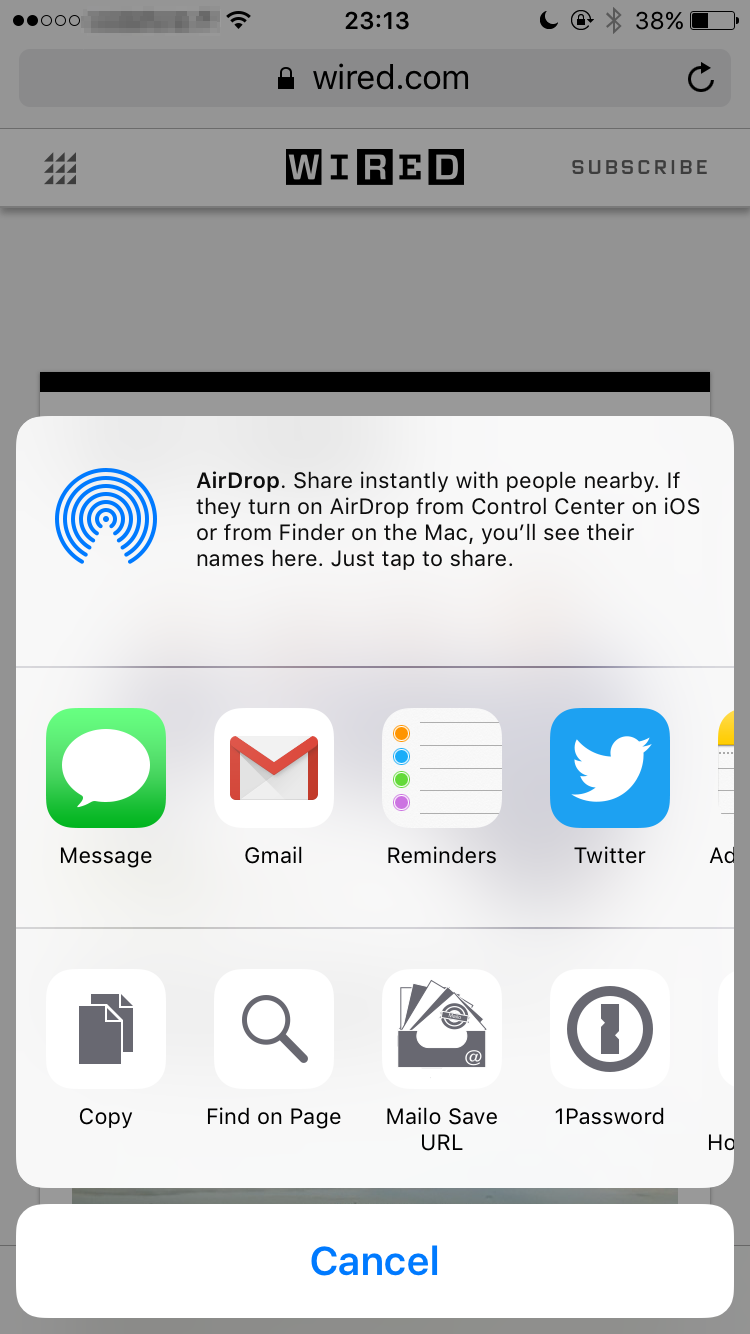 23:13
38%
wired.com
WIRED
SUBSCRIBE
AirDrop. Share instantly with people nearby. If
they turn on AirDrop from Control Center on iOS
or from Finder on the Mac, you’ll see their
names here. Just tap to share.
Message
Gmail
Reminders
Twitter
Ad
Copy
Find on Page
@
Mailo Save
URL
1Password
Ho
Cancel